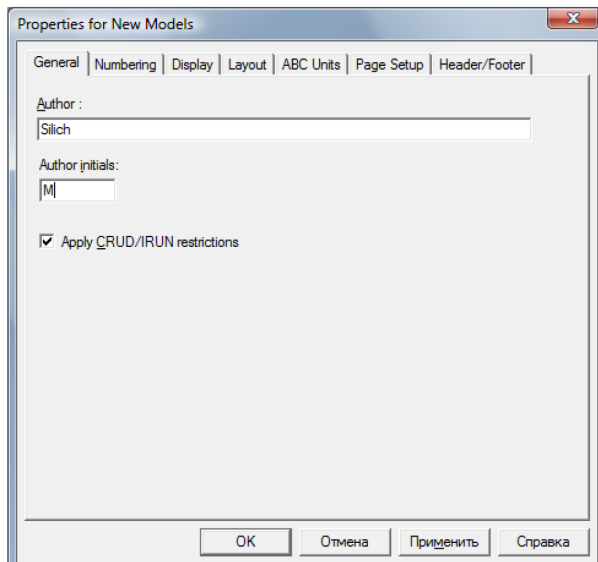 Properties for New Models
General Numbering Display Layout ABC Units Page Setup Header/Footer
Author :
Silich
Author initials:
M
Apply CRUD/IRUN restrictions
OK Отмена Применить Справка